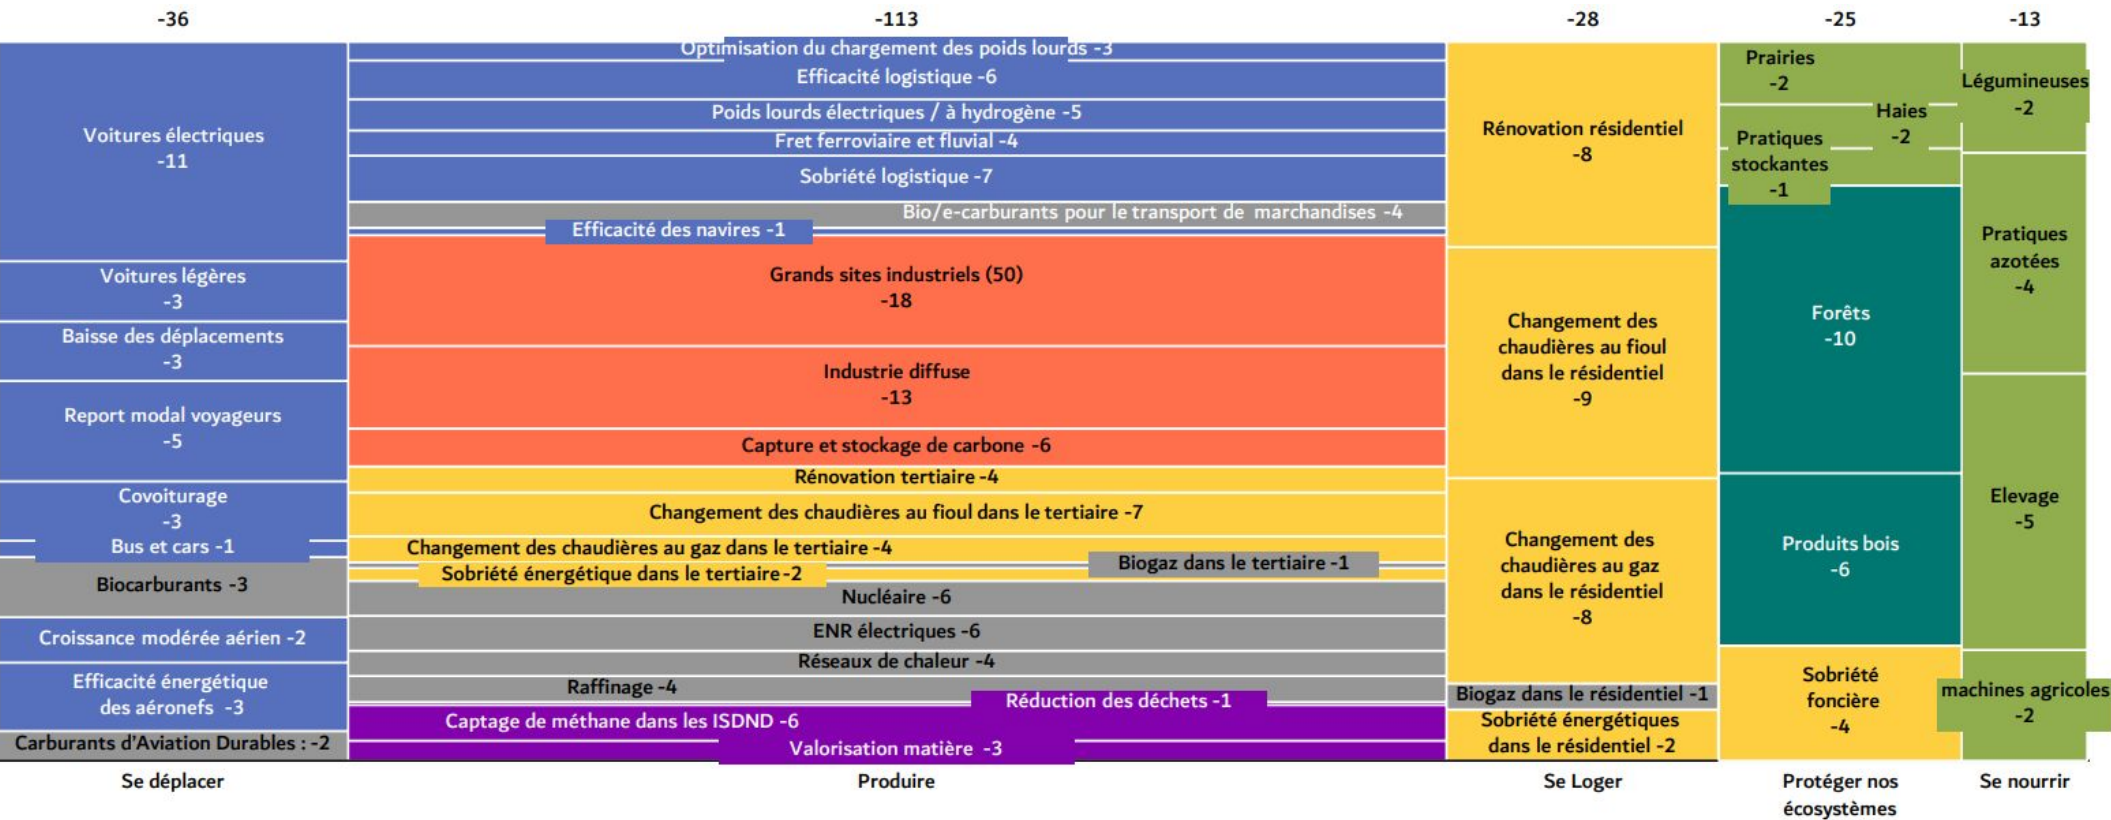 -36
-113
-28
-25
-13
Voitures électriques
-11
Voitures légères
-3
Baisse des déplacements
-3
Report modal voyageurs
-5
Covoiturage
-3
Bus et cars -1
Biocarburants -3
Croissance modérée aérien -2
Efficacité énergétique
des aéronefs -3
Carburants d'Aviation Durables : -2
Se déplacer
Optimisation du chargement des poids lourds -3
Efficacité logistique -6
Poids lourds électriques / à hydrogène -5
Fret ferroviaire et fluvial -4
Sobriété logistique -7
Bio/e-carburants pour le transport de marchandises -4
Efficacité des navires -1
Grands sites industriels (50)
-18
Industrie diffuse
-13
Capture et stockage de carbone -6
Rénovation tertiaire -4
Changement des chaudières au fioul dans le tertiaire -7
Changement des chaudières au gaz dans le tertiaire -4
Biogaz dans le tertiaire -1
Sobriété énergétique dans le tertiaire -2
Nucléaire -6
ENR électriques -6
Réseaux de chaleur -4
Raffinage -4
Réduction des déchets -1
Captage de méthane dans les ISDND -6
Valorisation matière -3
Produire
Rénovation résidentiel
-8
Changement des
chaudières au fioul
dans le résidentiel
-9
Changement des
chaudières au gaz
dans le résidentiel
-8
Biogaz dans le résidentiel -1
Sobriété énergétiques
dans le résidentiel -2
Se Loger
Prairies
-2
Haies
-2
Pratiques
stockantes
-1
Forêts
-10
Produits bois
-6
Sobriété
foncière
-4
Protéger nos
écosystèmes
Légumineuses
-2
Pratiques
azotées
-4
Elevage
-5
machines agricoles
-2
Se nourrir